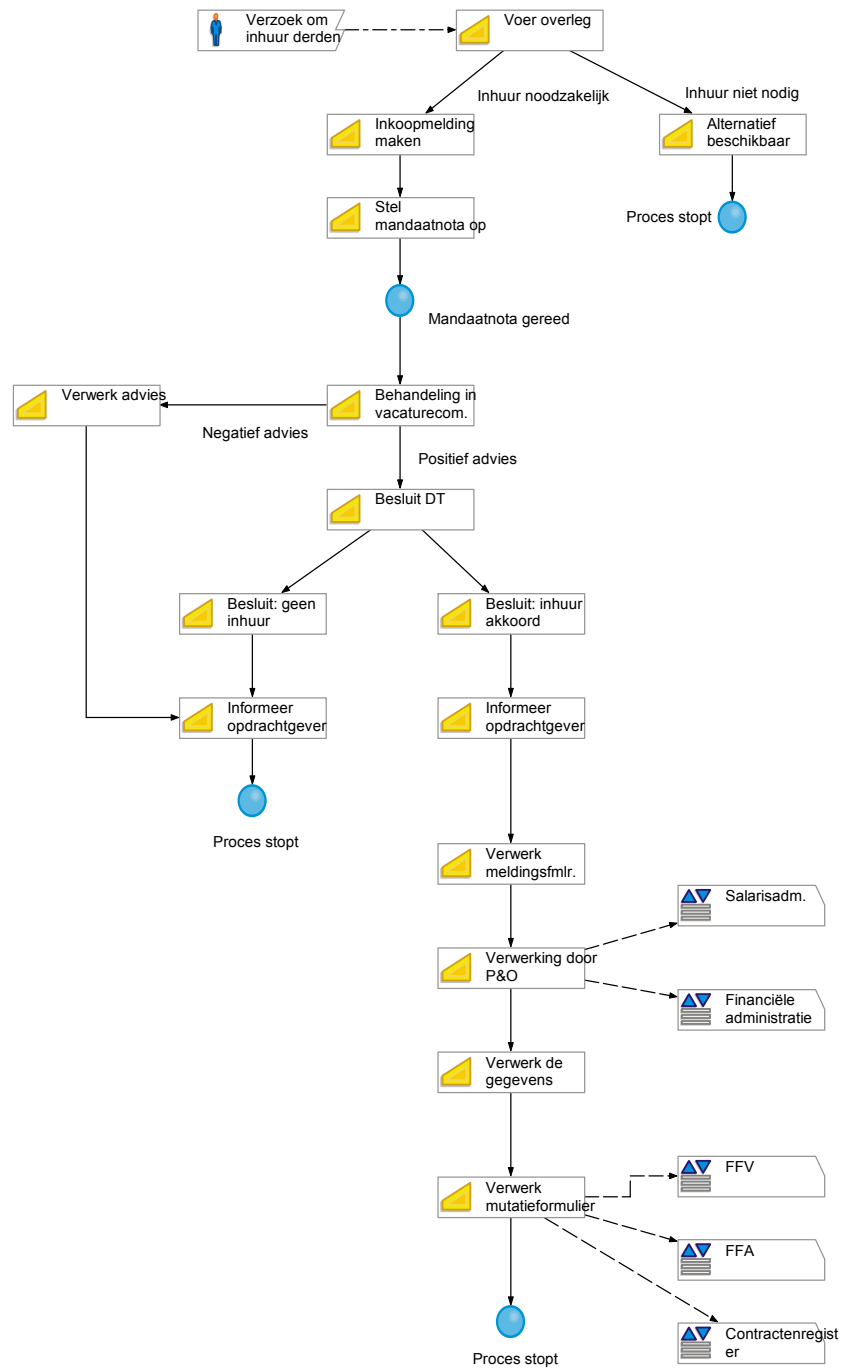 Verzoek om
inhuur derden
Voer overleg
Inhuur noodzakelijk
Inhuur niet nodig
Inkoopmelding
maken
Alternatief
beschikbaar
Stel
mandaatnota op
Proces stopt
Mandaatnota gereed
Verwerk advies
Behandeling in
vacaturecom.
Negatief advies
Positief advies
Besluit DT
Besluit: geen
inhuur
Besluit: inhuur
akkoord
Informeer
opdrachtgever
Informeer
opdrachtgever
Proces stopt
Verwerk
meldingsfmlr.
Salarisadm.
Verwerking door
P&O
Financiële
administratie
Verwerk de
gegevens
FFV
Verwerk
mutatieformulier
FFA
Contractenregist
er
Proces stopt